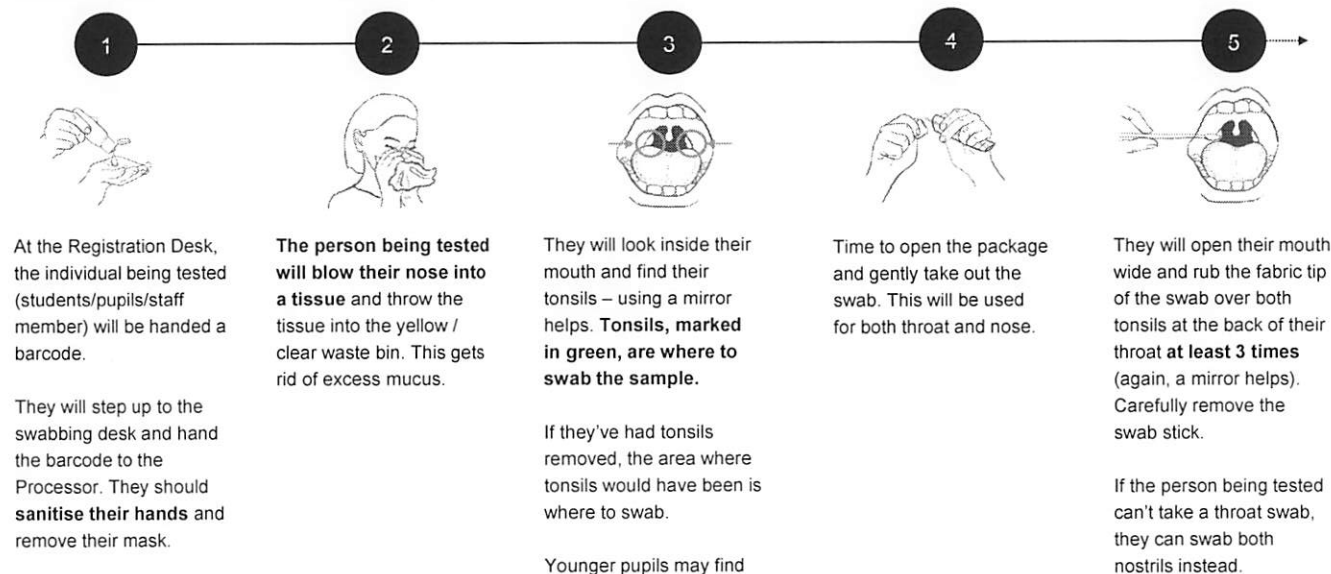 1
2
3
4
5
At the Registration Desk,
the individual being tested
(students/pupils/staff
member) will be handed a
barcode.
They will step up to the
swabbing desk and hand
the barcode to the
Processor. They should
sanitise their hands and
remove their mask.
The person being tested
will blow their nose into
a tissue and throw the
tissue into the yellow /
clear waste bin. This gets
rid of excess mucus.
They will look inside their
mouth and find their
tonsils – using a mirror
helps. Tonsils, marked
in green, are where to
swab the sample.
If they've had tonsils
removed, the area where
tonsils would have been is
where to swab.
Younger pupils may find
Time to open the package
and gently take out the
swab. This will be used
for both throat and nose.
They will open their mouth
wide and rub the fabric tip
of the swab over both
tonsils at the back of their
throat at least 3 times
(again, a mirror helps).
Carefully remove the
swab stick.
If the person being tested
can't take a throat swab,
they can swab both
nostrils instead.